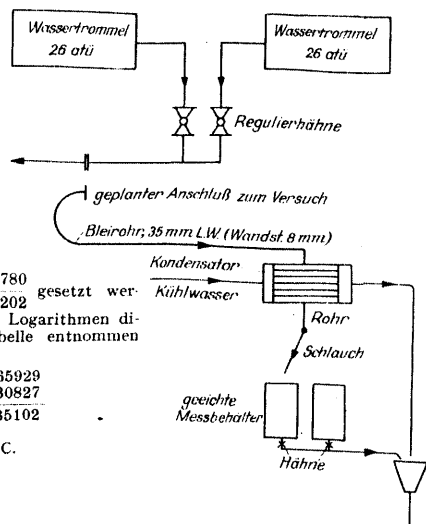 Wassertrommel
26 atü
Wassertrommel
26 atü
Regulierhähne
geplanter Anschluß zum Versuch
Bleirohr, 35 mm L.W. (Wandst. 8 mm)
Kondensator
Kühlwasser
Rohr
Schlauch
geeichte
Messbehälter
Hähne
780
202
gesetzt wer-
Logarithmen di-
belle entnommen
65929
30827
35102
C.